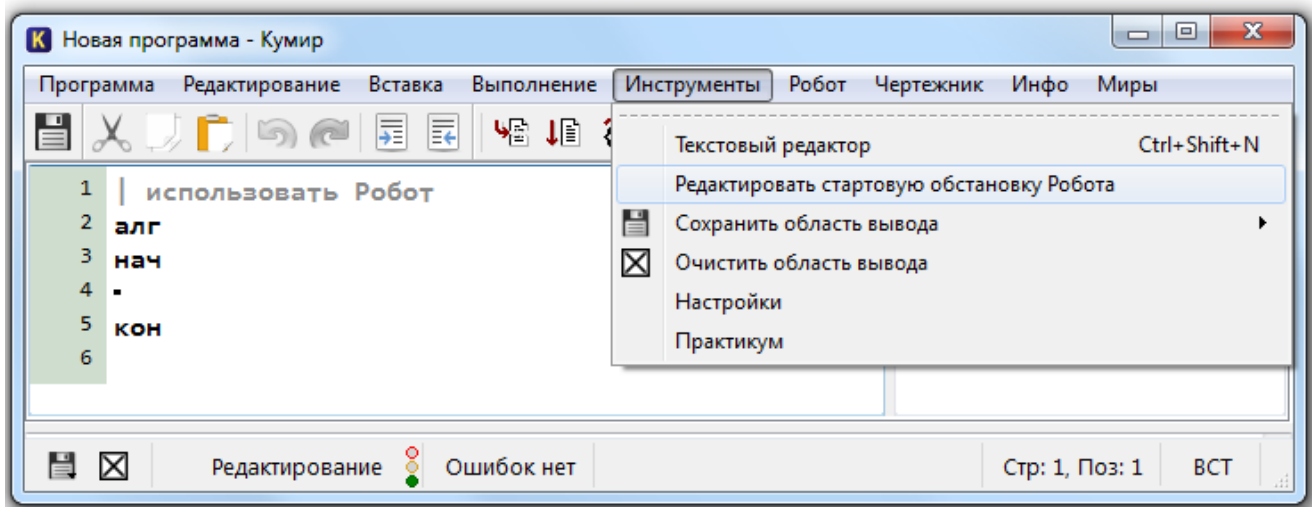 K Новая программа - Кумир
Программа Редактирование Вставка Выполнение Инструменты Робот Чертежник Инфо Миры
Текстовый редактор Ctrl+Shift+N
Редактировать стартовую обстановку Робота
Сохранить область вывода
Очистить область вывода
Настройки
Практикум
1 | использовать Робот
2 алг
3 нач
4
5 кон
6
Редактирование Ошибок нет Стр: 1, Поз: 1 ВСТ